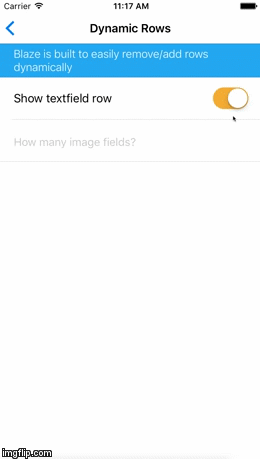 Carrier 11:17 AM
Dynamic Rows
Blaze is built to easily remove/add rows
dynamically
Show textfield row
How many image fields?
imgflip.com